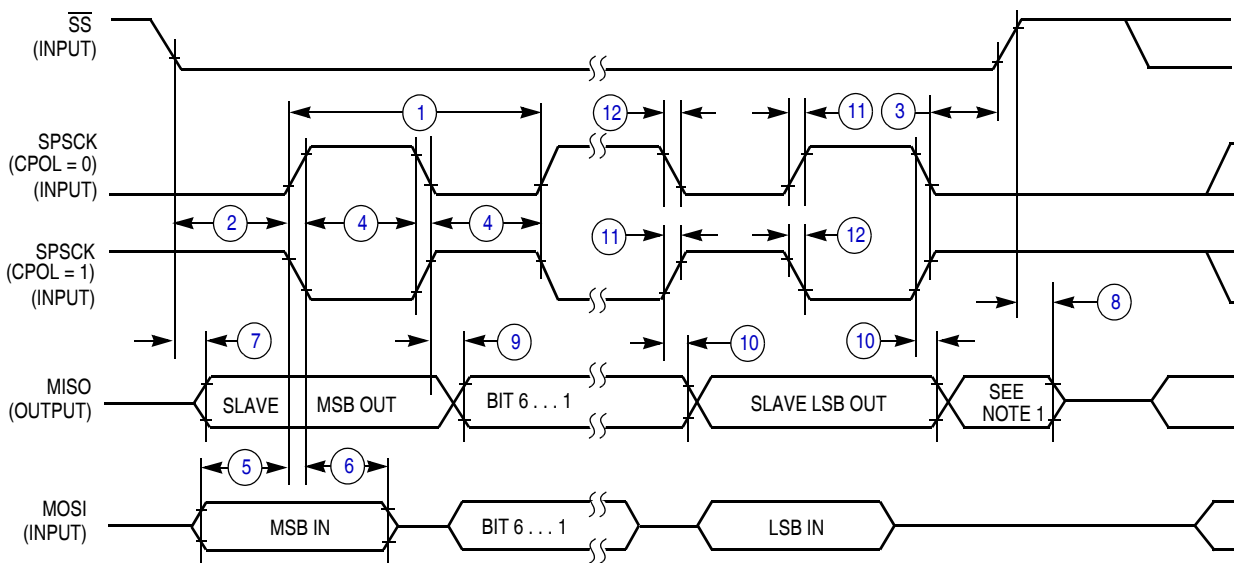 SS
(INPUT)
1
12
11
3
SPSCK
(CPOL = 0)
(INPUT)
2
4
4
11
12
SPSCK
(CPOL = 1)
(INPUT)
7
9
10
10
8
MISO
(OUTPUT)
SLAVE
MSB OUT
BIT 6 . . . 1
SLAVE LSB OUT
SEE
NOTE 1
5
6
MOSI
(INPUT)
MSB IN
BIT 6 . . . 1
LSB IN